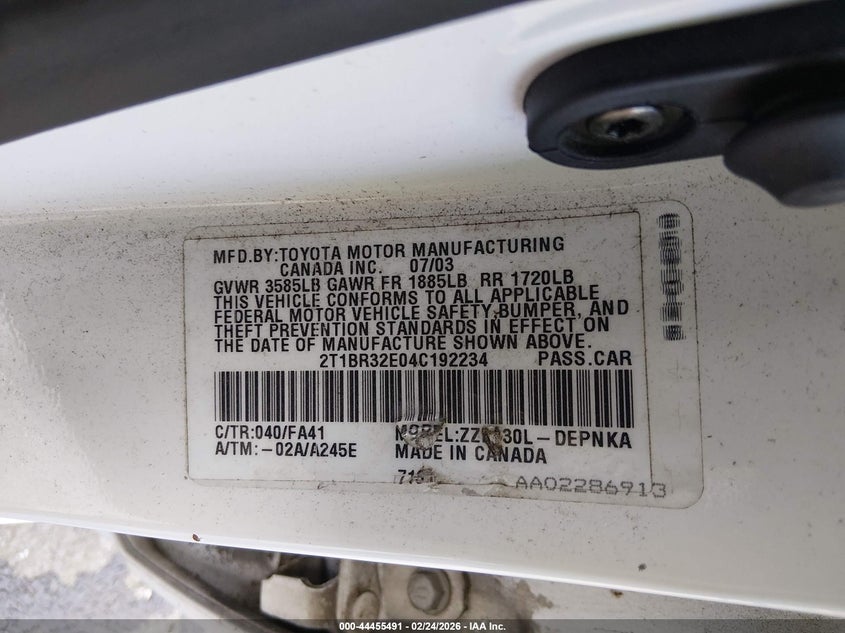 MFD.BY:TOYOTA MOTOR MANUFACTURING
CANADA INC. 07/03
GVWR 3585LB GAWR FR 1885LB RR 1720LB
THIS VEHICLE CONFORMS TO ALL APPLICABLE
FEDERAL MOTOR VEHICLE SAFETY,BUMPER, AND
THEFT PREVENTION STANDARDS IN EFFECT ON
THE DATE OF MANUFACTURE SHOWN ABOVE.
2T1BR32E04C192234 PASS.CAR
C/TR:040/FA41
A/TM:-02A/A245E
MADE IN CANADA
AA02286913
000-44455491 - 02/24/2026 - IAA Inc.